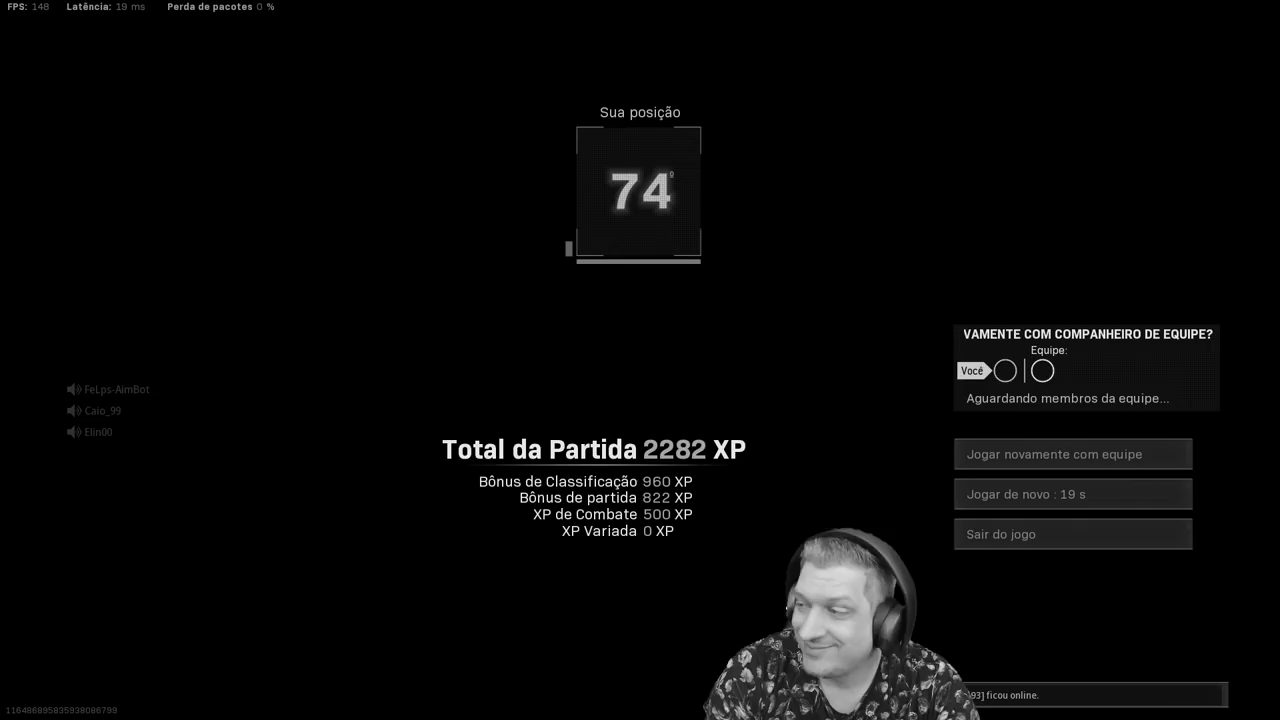 FPS: 148 Latência: 19 ms Perda de pacotes 0 %
Sua posição
74º
VAMENTE COM COMPANHEIRO DE EQUIPE?
Equipe:
Você
Aguardando membros da equipe...
FeLps-AimBot
Caio_99
Elin00
Total da Partida 2282 XP
Bônus de Classificação 960 XP
Bônus de partida 822 XP
XP de Combate 500 XP
XP Variada 0 XP
Jogar novamente com equipe
Jogar de novo : 19 s
Sair do jogo
93] ficou online.